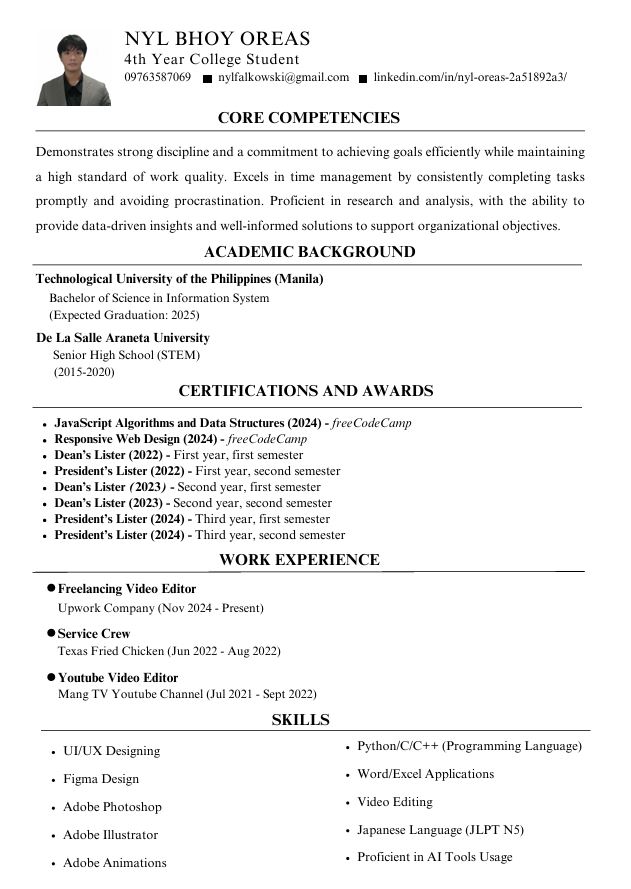 NYL BHOY OREAS
4th Year College Student
09763587069 ■ nylfalkowski@gmail.com ■ linkedin.com/in/nyl-oreas-2a51892a3/
CORE COMPETENCIES
Demonstrates strong discipline and a commitment to achieving goals efficiently while maintaining
a high standard of work quality. Excels in time management by consistently completing tasks
promptly and avoiding procrastination. Proficient in research and analysis, with the ability to
provide data-driven insights and well-informed solutions to support organizational objectives.
ACADEMIC BACKGROUND
Technological University of the Philippines (Manila)
Bachelor of Science in Information System
(Expected Graduation: 2025)
De La Salle Araneta University
Senior High School (STEM)
(2015-2020)
CERTIFICATIONS AND AWARDS
• JavaScript Algorithms and Data Structures (2024) - freeCodeCamp
• Responsive Web Design (2024) - freeCodeCamp
• Dean's Lister (2022) - First year, first semester
• President's Lister (2022) - First year, second semester
• Dean's Lister (2023) - Second year, first semester
• Dean's Lister (2023) - Second year, second semester
• President's Lister (2024) - Third year, first semester
• President's Lister (2024) - Third year, second semester
WORK EXPERIENCE
● Freelancing Video Editor
Upwork Company (Nov 2024 - Present)
● Service Crew
Texas Fried Chicken (Jun 2022 - Aug 2022)
● Youtube Video Editor
Mang TV Youtube Channel (Jul 2021 - Sept 2022)
SKILLS
• UI/UX Designing
• Figma Design
• Adobe Photoshop
• Adobe Illustrator
• Adobe Animations
• Python/C/C++ (Programming Language)
• Word/Excel Applications
• Video Editing
• Japanese Language (JLPT N5)
• Proficient in AI Tools Usage